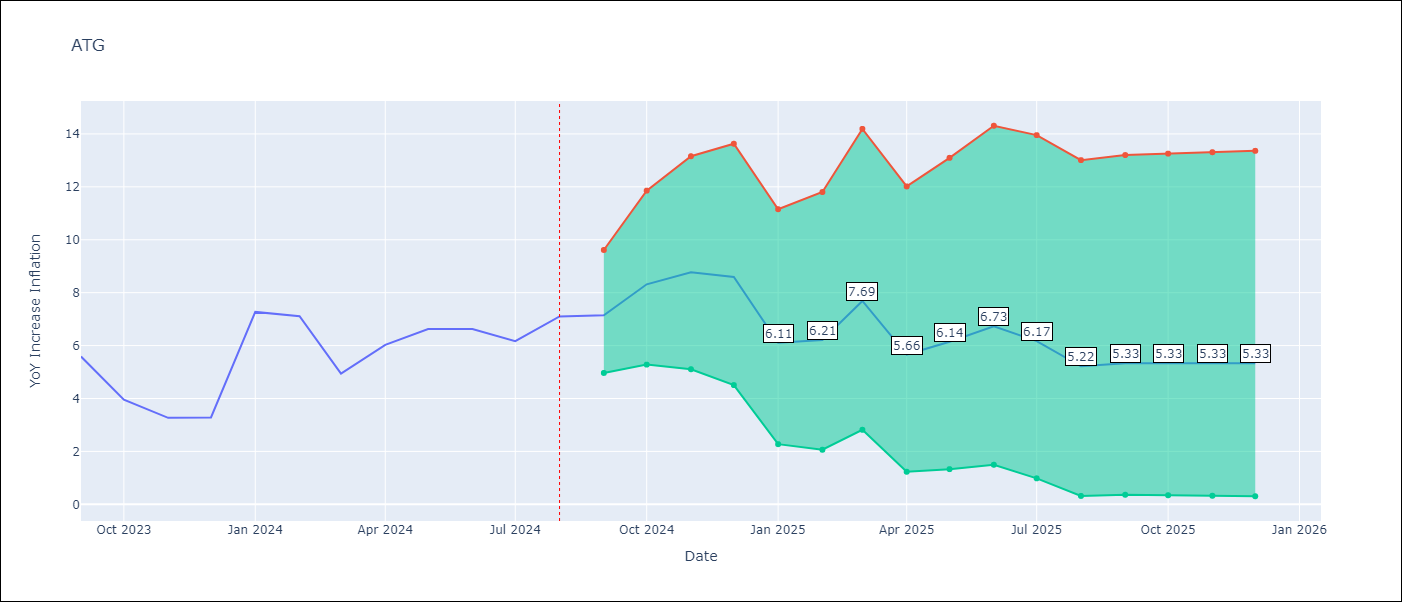 ATG
YoY Increase Inflation
14
12
10
8
6
4
2
0
6.11
6.21
7.69
5.66
6.14
6.73
6.17
5.22
5.33
5.33
5.33
5.33
Oct 2023
Jan 2024
Apr 2024
Jul 2024
Oct 2024
Jan 2025
Apr 2025
Jul 2025
Oct 2025
Jan 2026
Date